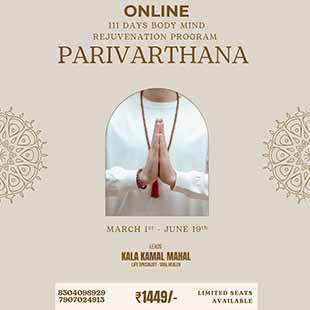 ONLINE
111 DAYS BODY MIND
REJUVENATION PROGRAM
PARIVARTHANA
MARCH 1ST - JUNE 19th
LEADS
KALA KAMAL MAHAL
LIFE SPECIALIST - SOUL HEALER
8304098929
7907024913
₹1449/-
LIMITED SEATS
AVAILABLE